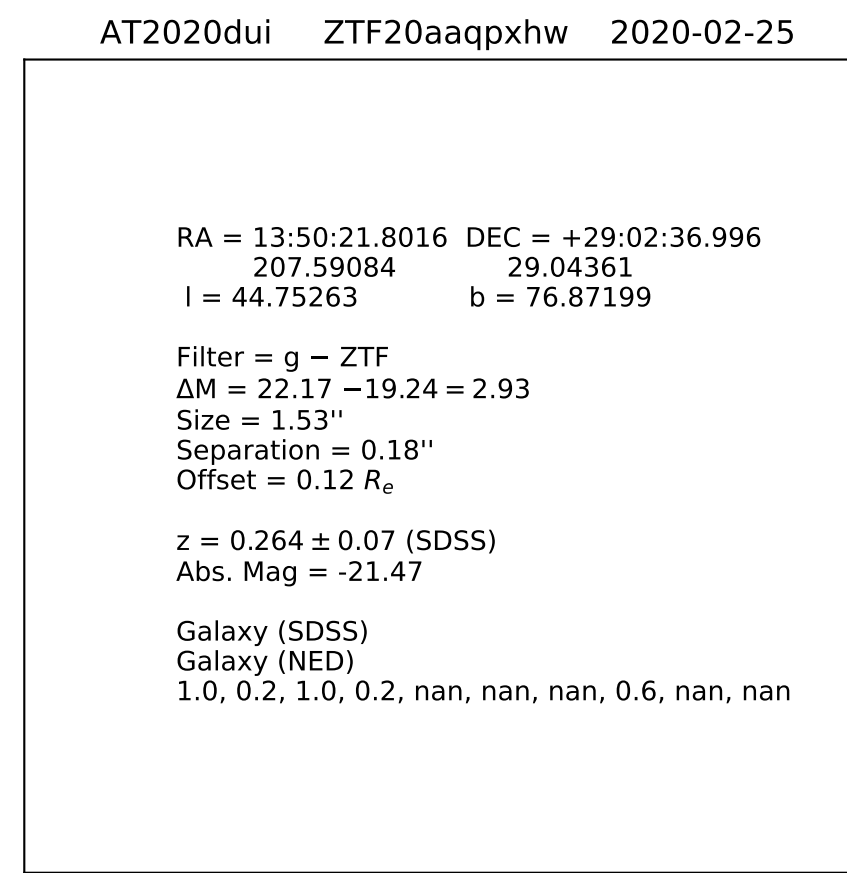 AT2020dui ZTF20aaqpxhw 2020-02-25
RA = 13:50:21.8016 DEC = +29:02:36.996
207.59084 29.04361
l = 44.75263 b = 76.87199
Filter = g − ZTF
ΔM = 22.17 −19.24 = 2.93
Size = 1.53''
Separation = 0.18''
Offset = 0.12 Re
z = 0.264 ± 0.07 (SDSS)
Abs. Mag = -21.47
Galaxy (SDSS)
Galaxy (NED)
1.0, 0.2, 1.0, 0.2, nan, nan, nan, 0.6, nan, nan